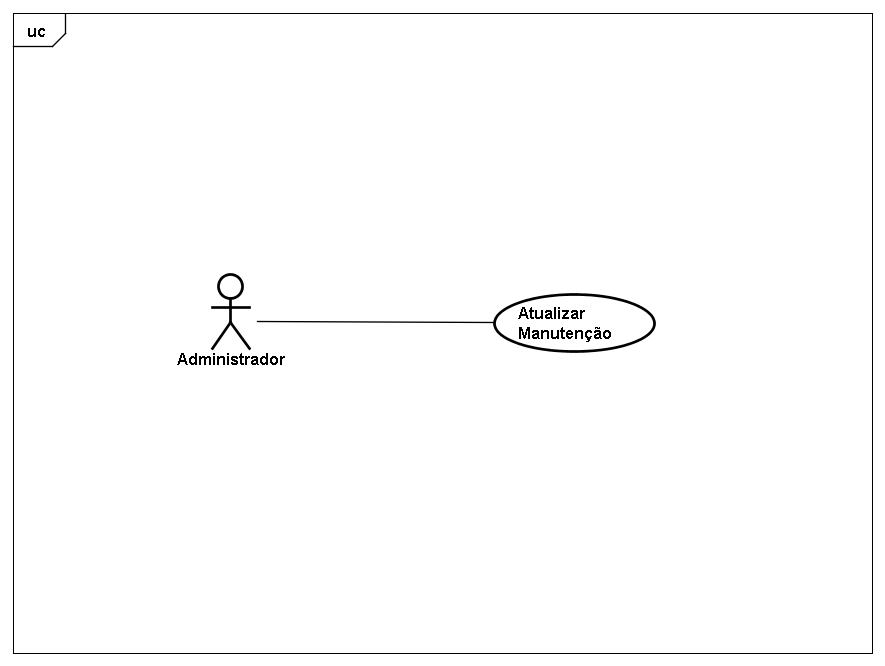 uc
Atualizar
Manutenção
Administrador